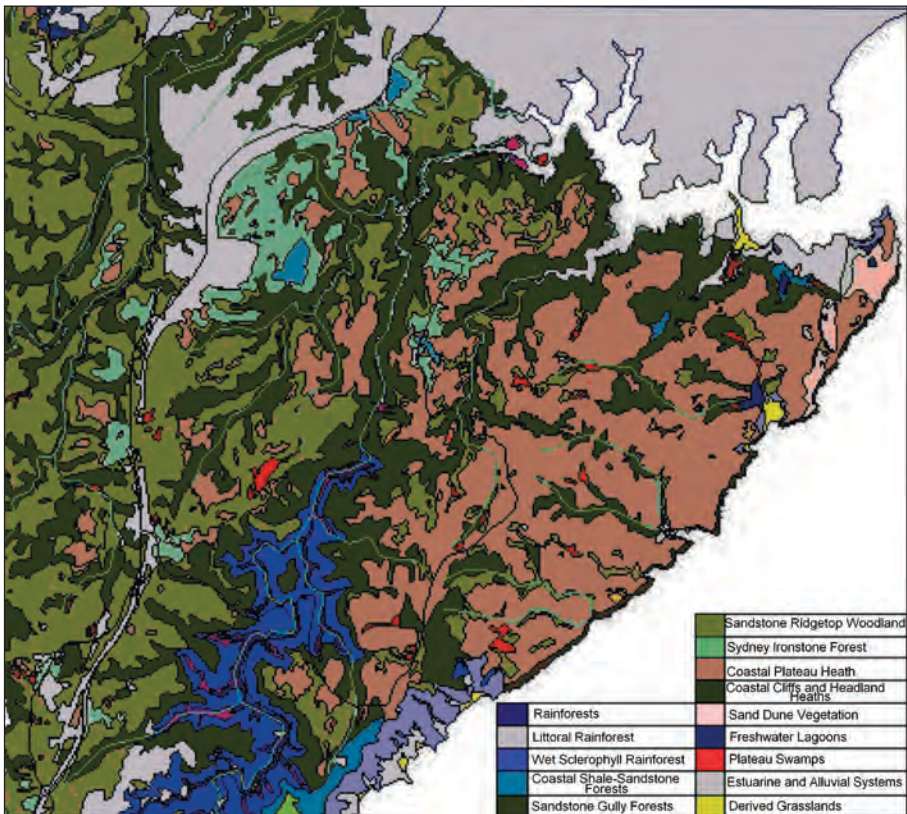 Sandstone Ridgetop Woodland
Sydney Ironstone Forest
Coastal Plateau Heath
Coastal Cliffs and Headland
Heaths
Rainforests
Sand Dune Vegetation
Littoral Rainforest
Freshwater Lagoons
Wet Sclerophyll Rainforest
Plateau Swamps
Coastal Shale-Sandstone
Forests
Estuarine and Alluvial Systems
Sandstone Gully Forests
Derived Grasslands